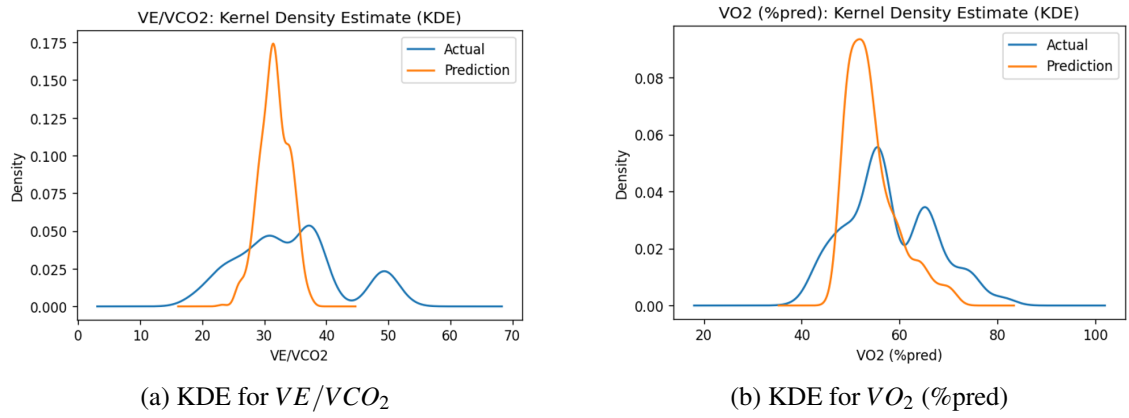 VE/VCO2: Kernel Density Estimate (KDE)
0.175
0.150
0.125
0.100
0.075
0.050
0.025
0.000
Density
Actual
Prediction
0
10
20
30
40
50
60
70
VE/VCO2
(a) KDE for VE/VCO₂
VO2 (%pred): Kernel Density Estimate (KDE)
0.08
0.06
0.04
0.02
0.00
Density
Actual
Prediction
20
40
60
80
100
VO2 (%pred)
(b) KDE for VO₂ (%pred)